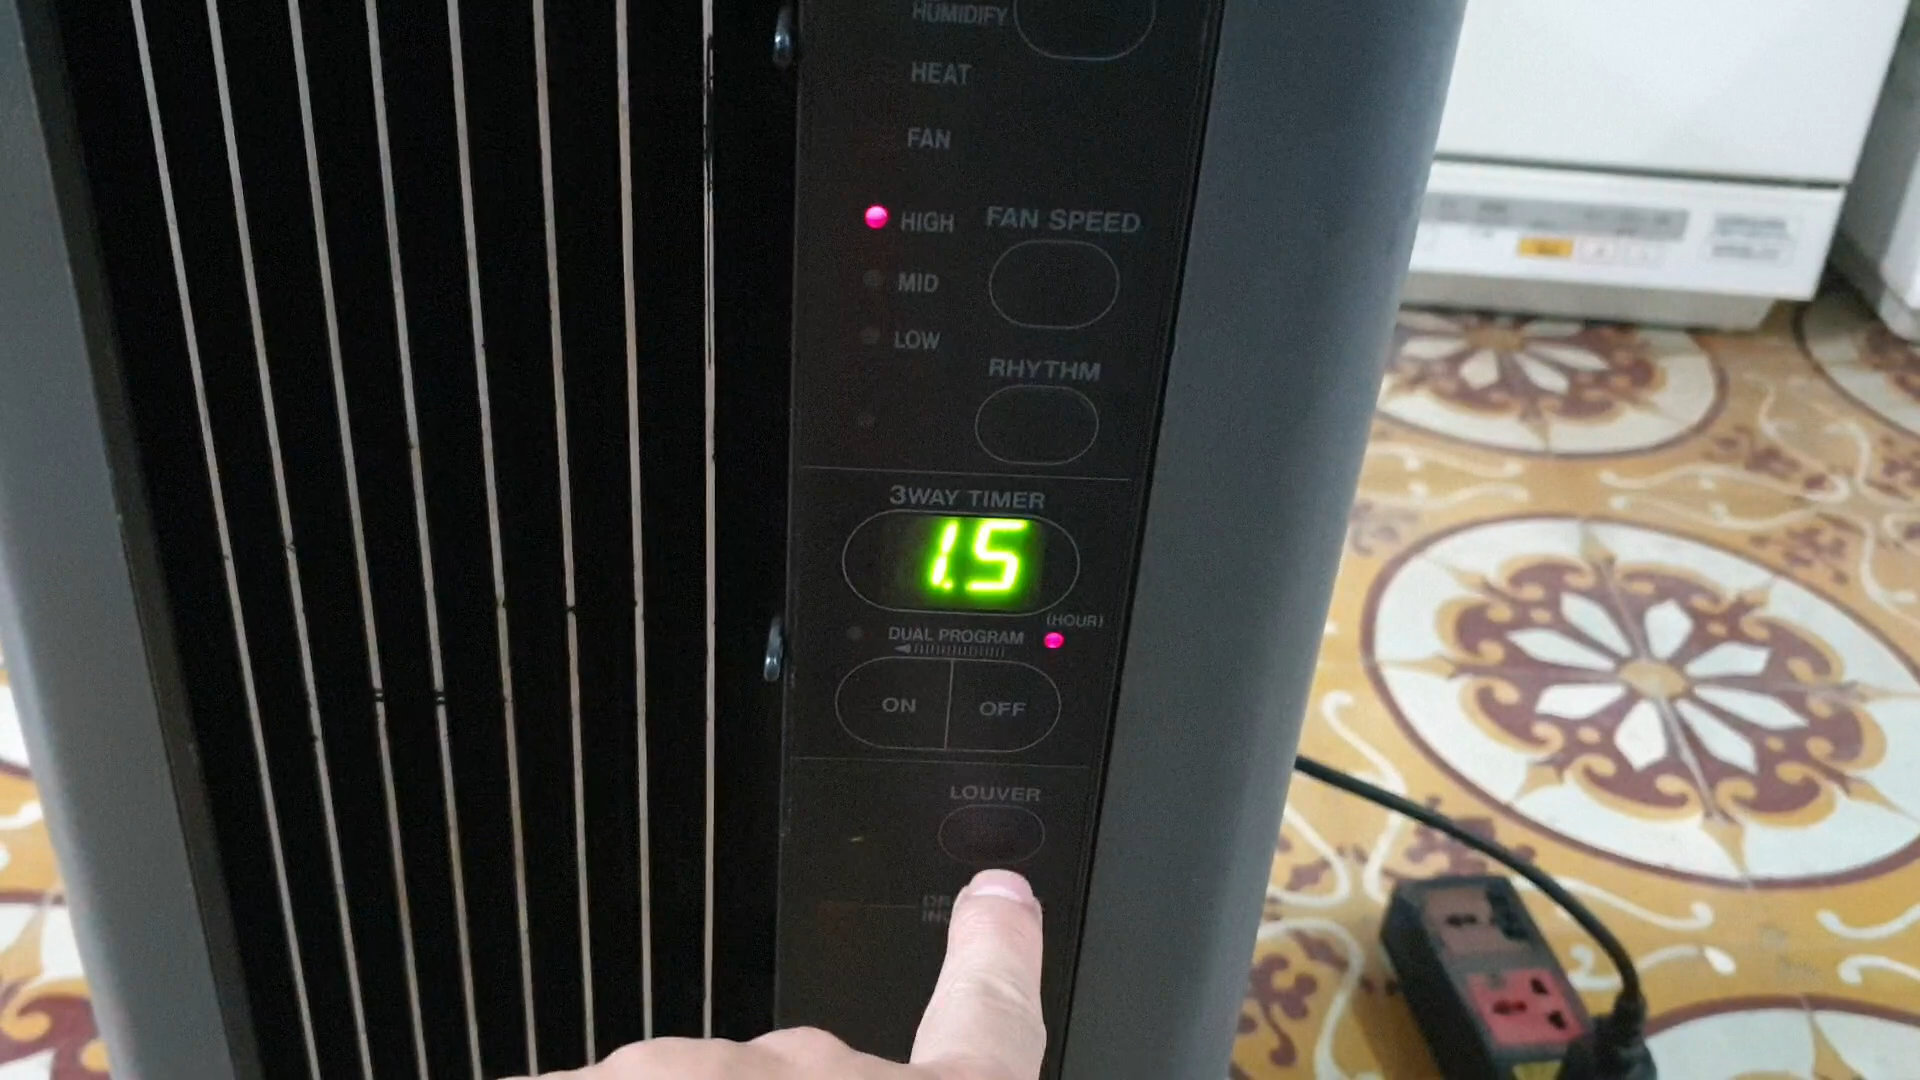 HUMIDIFY
HEAT
FAN
HIGH
FAN SPEED
MID
LOW
RHYTHM
3WAY TIMER
1.5
(HOUR)
DUAL PROGRAM
ON
OFF
LOUVER